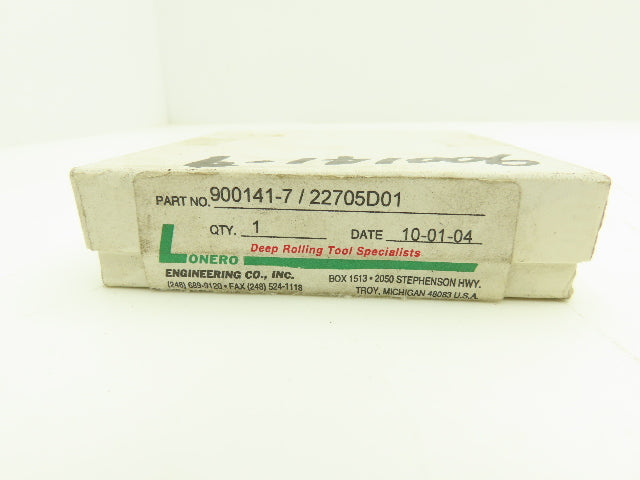 900141-7
PART NO. 900141-7 / 22705D01
QTY. 1 DATE 10-01-04
Deep Rolling Tool Specialists
LONERO
ENGINEERING CO., INC. BOX 1513 • 2050 STEPHENSON HWY.
(248) 689-9120 • FAX (248) 524-1118 TROY, MICHIGAN 48083 U.S.A.